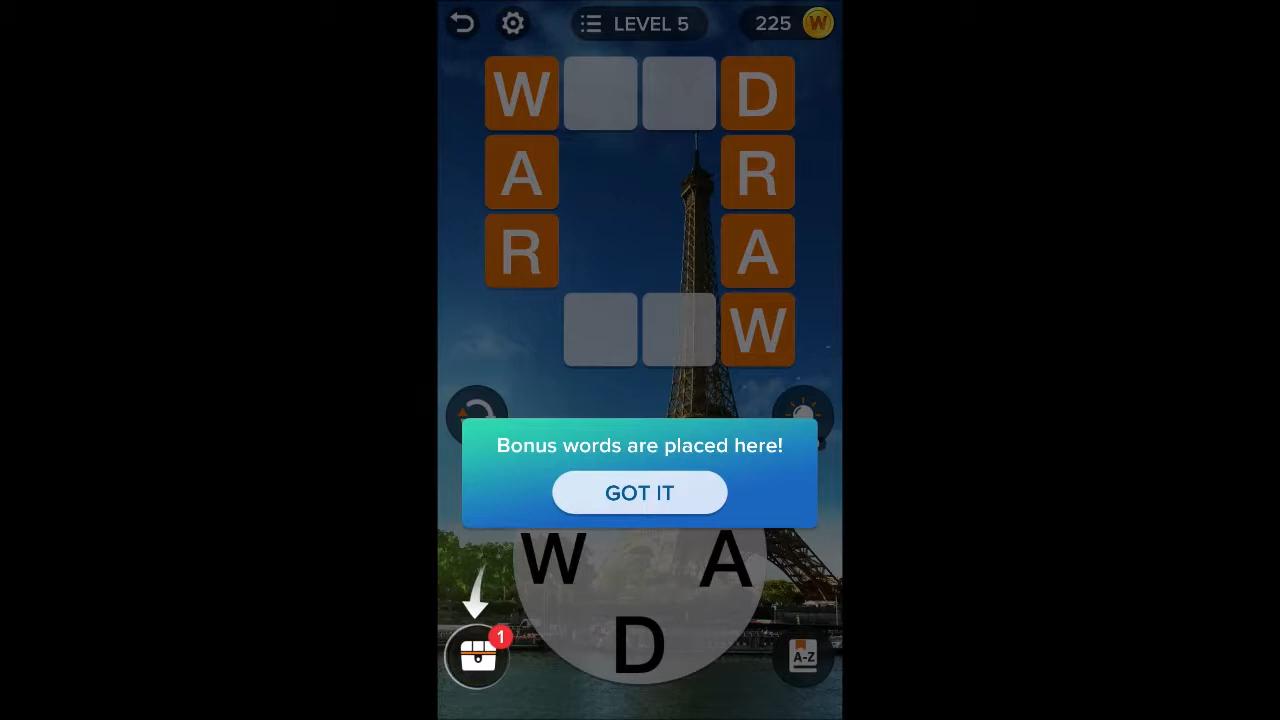 LEVEL 5
225 W
W D
A R
R A
W
Bonus words are placed here!
GOT IT
W A
D
1
A-Z